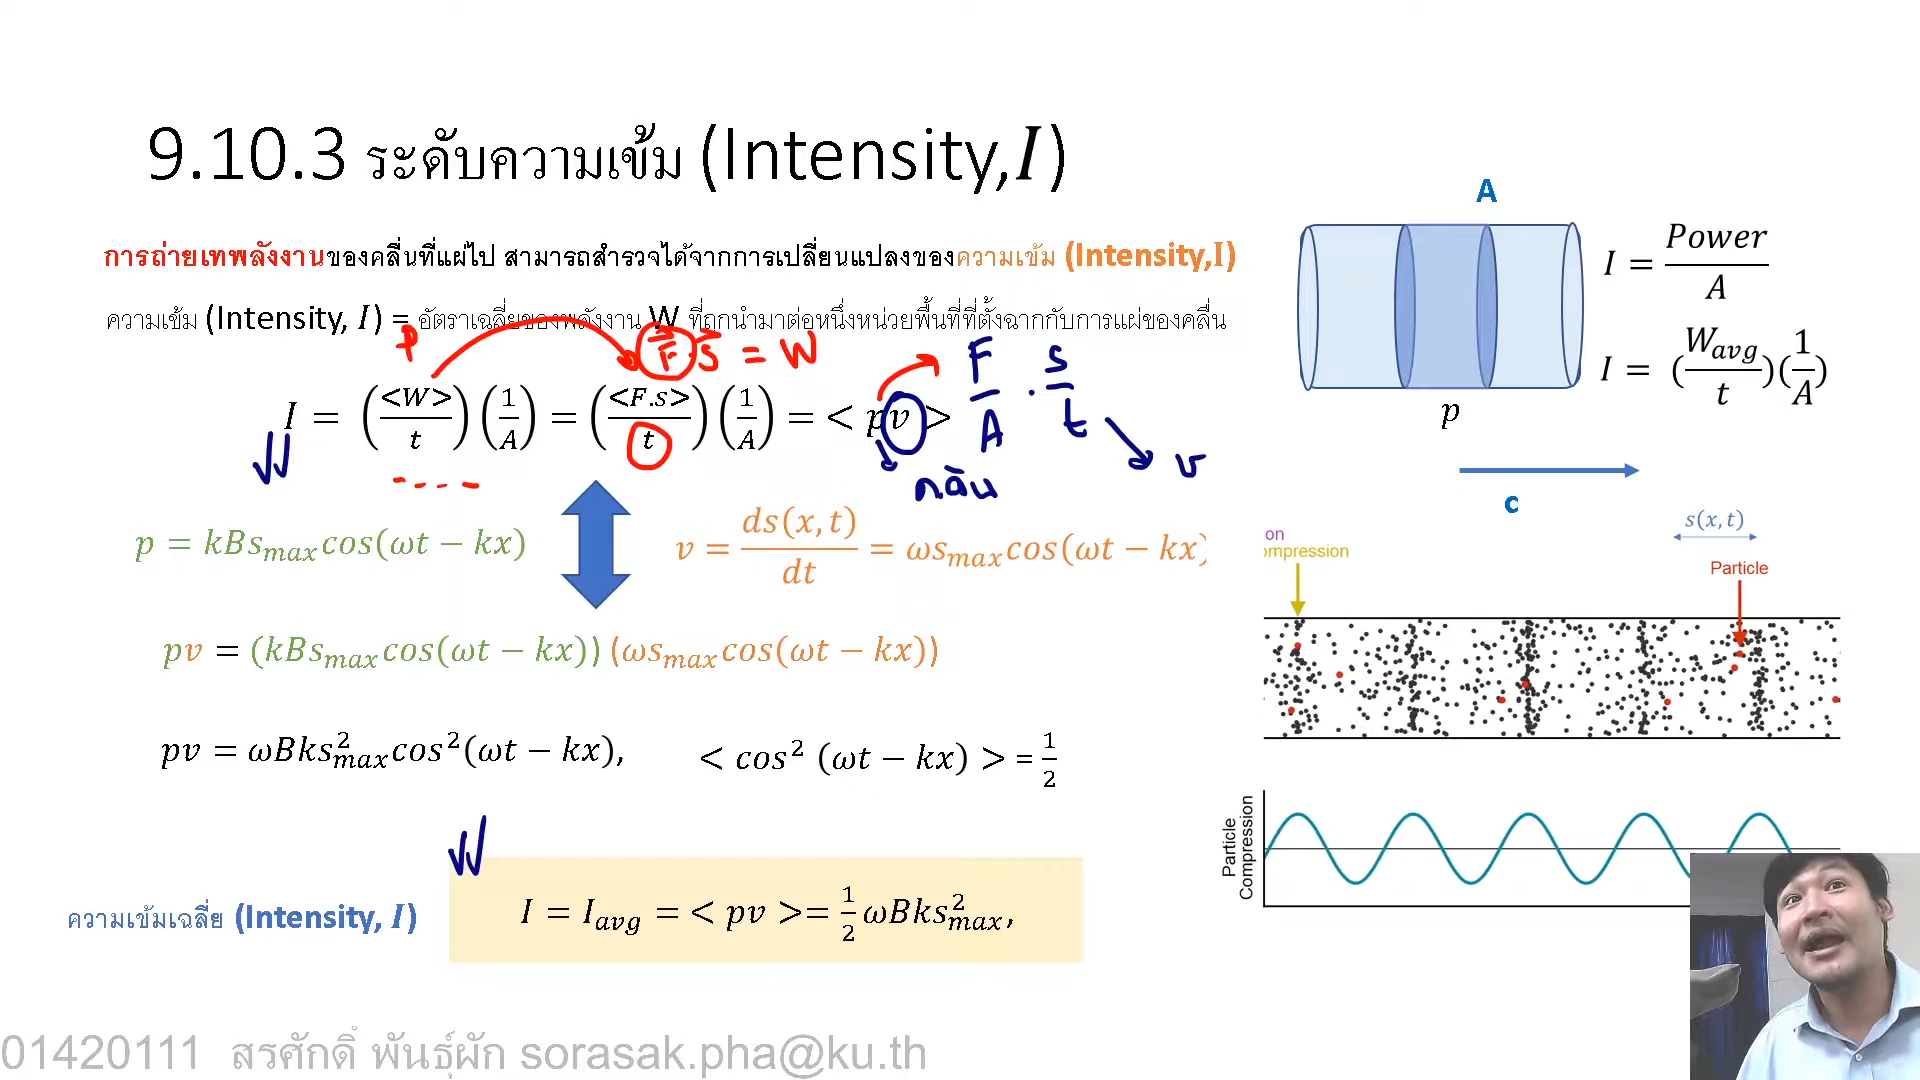 9.10.3 ระดับความเข้ม (Intensity,I)
การถ่ายเทพลังงานของคลื่นที่แผ่ไป สามารถสำรวจได้จากการเปลี่ยนแปลงของความเข้ม (Intensity,I)
ความเข้ม (Intensity, I) = อัตราเฉลี่ยของพลังงาน W ที่ถูกนำมาต่อหนึ่งหน่วยพื้นที่ที่ตั้งฉากกับการแผ่ของคลื่น
P F⃗·S⃗ = W
I = (<W>/t)(1/A) = (<F.s>/t)(1/A) = < pv > F/A · s/t
v
p = kBs_max cos(ωt − kx)
v = ds(x,t)/dt = ωs_max cos(ωt − kx)
pv = (kBs_max cos(ωt − kx)) (ωs_max cos(ωt − kx))
pv = ωBks²_max cos²(ωt − kx), < cos² (ωt − kx) > = 1/2
ความเข้มเฉลี่ย (Intensity, I)
I = I_avg = < pv >= 1/2 ωBks²_max,
A
I = Power/A
I = (W_avg/t)(1/A)
p
c
s(x,t)
on
ompression
Particle
Particle
Compression
01420111 สรศักดิ์ พันธุ์ผัก sorasak.pha@ku.th